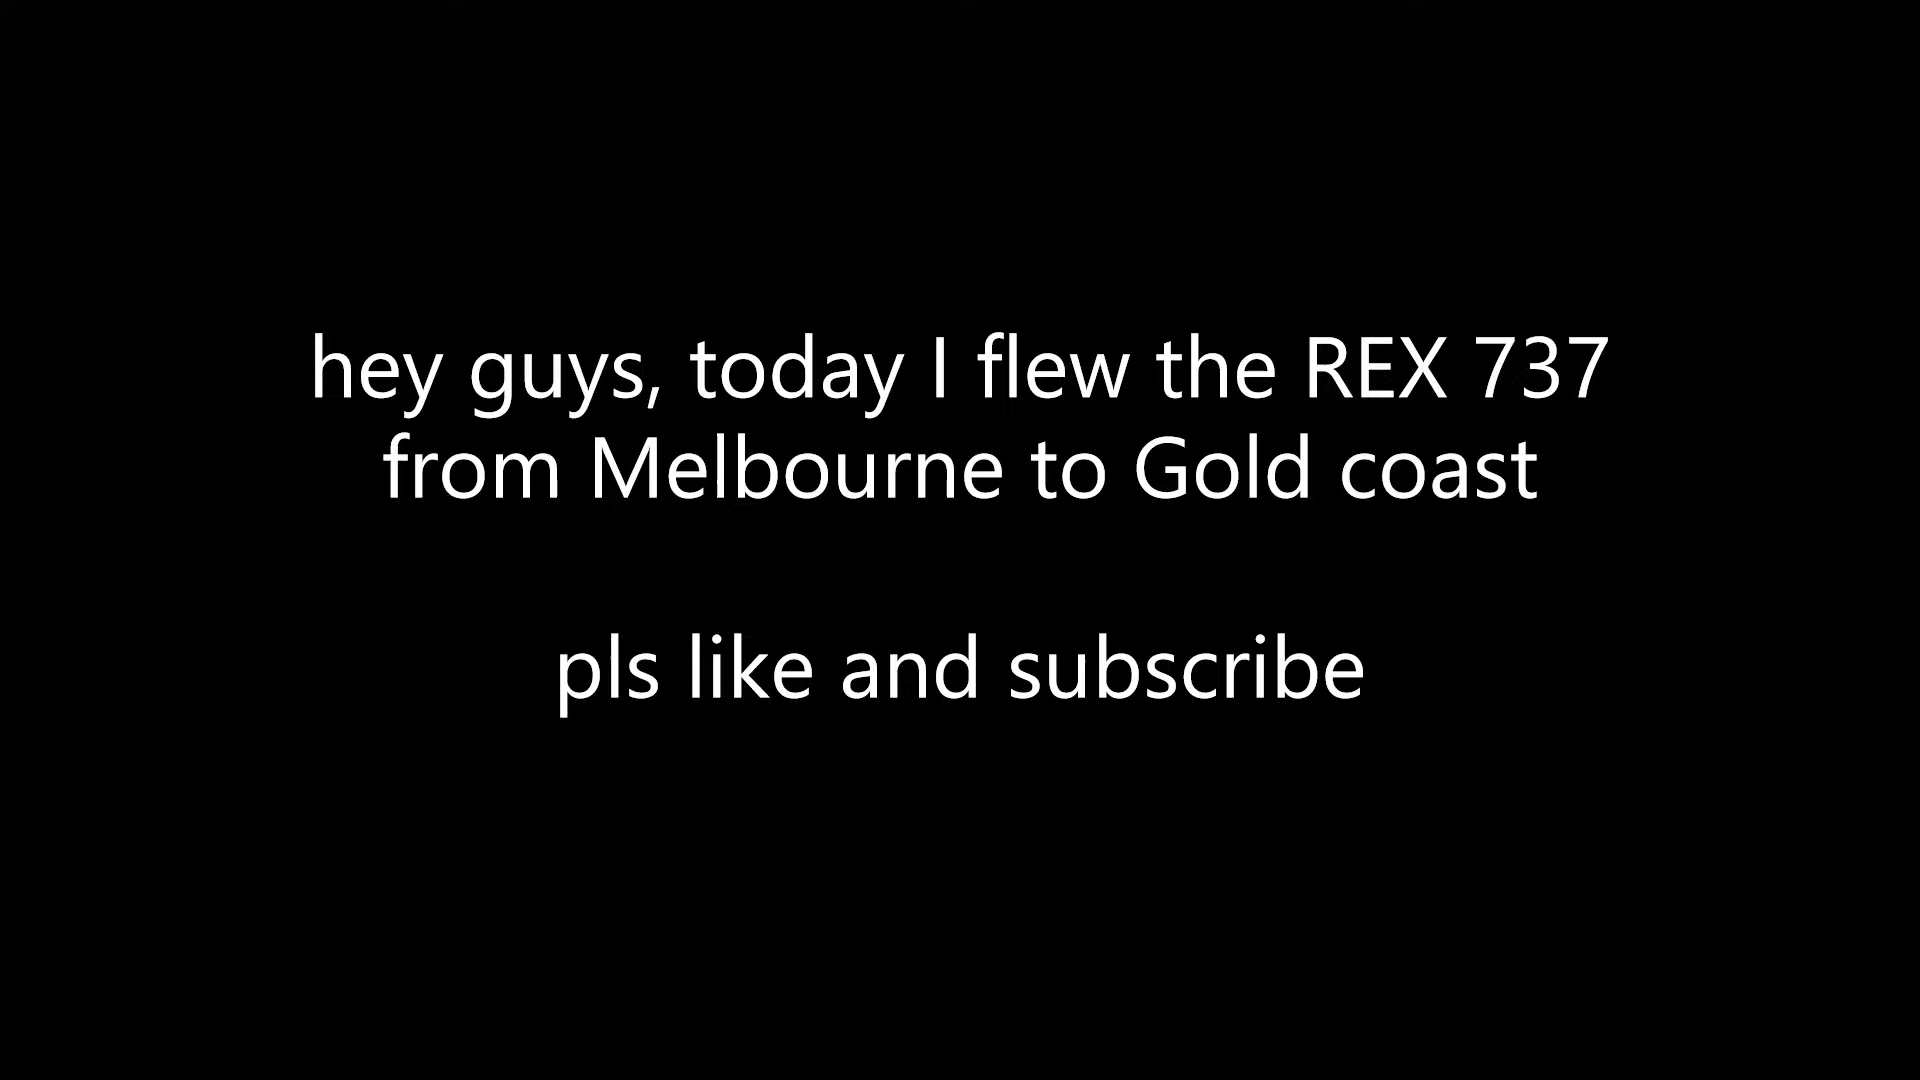 hey guys, today I flew the REX 737
from Melbourne to Gold coast
pls like and subscribe